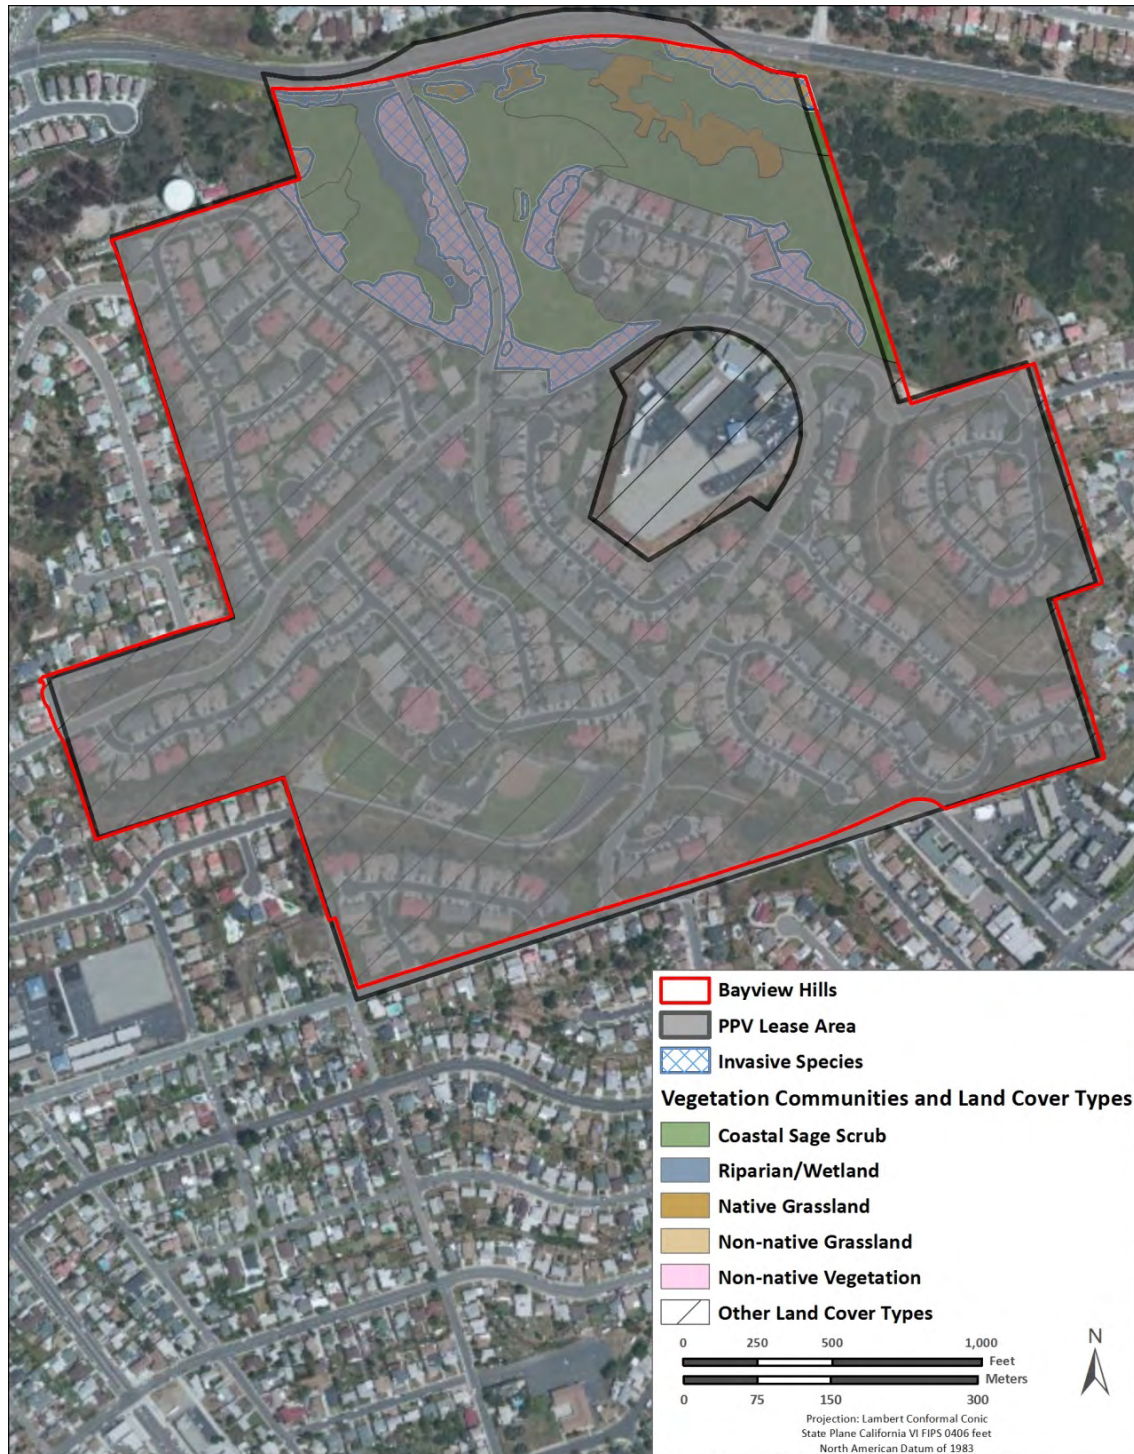 Bayview Hills
PPV Lease Area
Invasive Species
Vegetation Communities and Land Cover Types
Coastal Sage Scrub
Riparian/Wetland
Native Grassland
Non-native Grassland
Non-native Vegetation
Other Land Cover Types
0 250 500 1,000
Feet
Meters
0 75 150 300
N
Projection: Lambert Conformal Conic
State Plane California VI FIPS 0406 feet
North American Datum of 1983